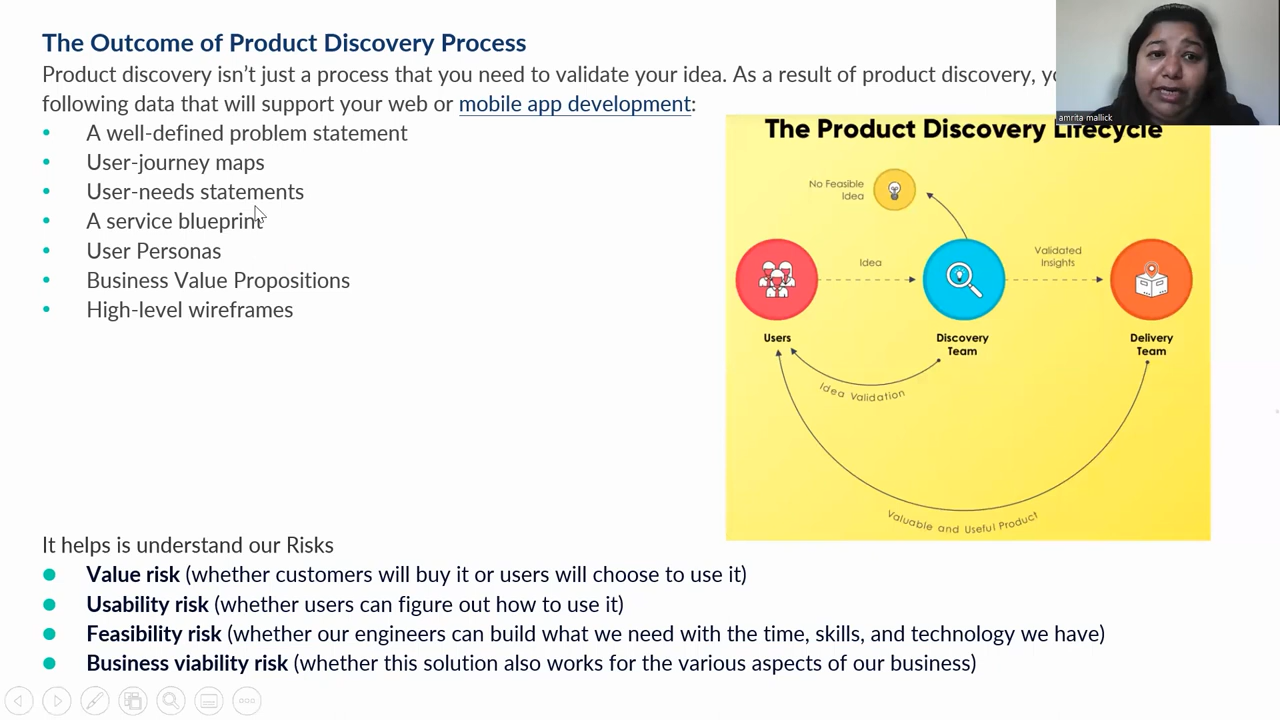 The Outcome of Product Discovery Process
Product discovery isn't just a process that you need to validate your idea. As a result of product discovery,
following data that will support your web or mobile app development:
• A well-defined problem statement
• User-journey maps
• User-needs statements
• A service blueprint
• User Personas
• Business Value Propositions
• High-level wireframes
amrita mallick
The Product Discovery Lifecycle
No Feasible
Idea
Idea
Validated
Insights
Users
Discovery
Team
Delivery
Team
Idea Validation
Valuable and Useful Product
It helps is understand our Risks
● Value risk (whether customers will buy it or users will choose to use it)
● Usability risk (whether users can figure out how to use it)
● Feasibility risk (whether our engineers can build what we need with the time, skills, and technology we have)
● Business viability risk (whether this solution also works for the various aspects of our business)